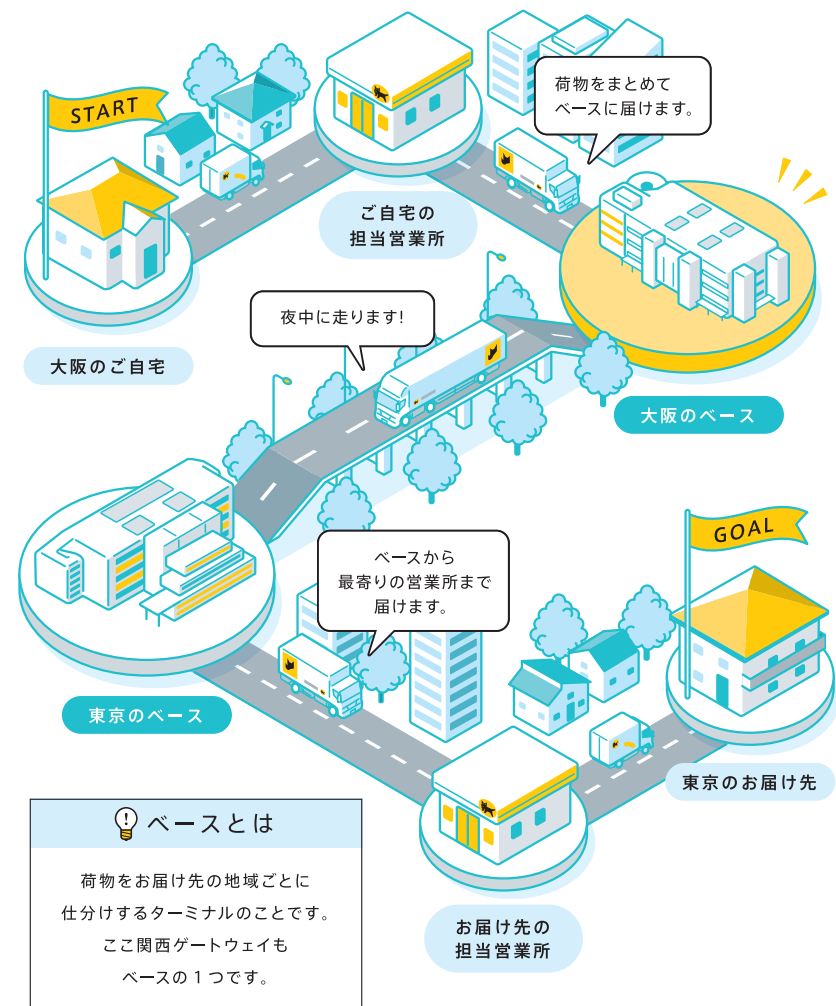 START
荷物をまとめて
ベースに届けます。
ご自宅の
担当営業所
夜中に走ります!
大阪のご自宅
大阪のベース
GOAL
ベースから
最寄りの営業所まで
届けます。
東京のベース
東京のお届け先
ベースとは
荷物をお届け先の地域ごとに
仕分けするターミナルのことです。
ここ関西ゲートウェイも
ベースの1つです。
お届け先の
担当営業所